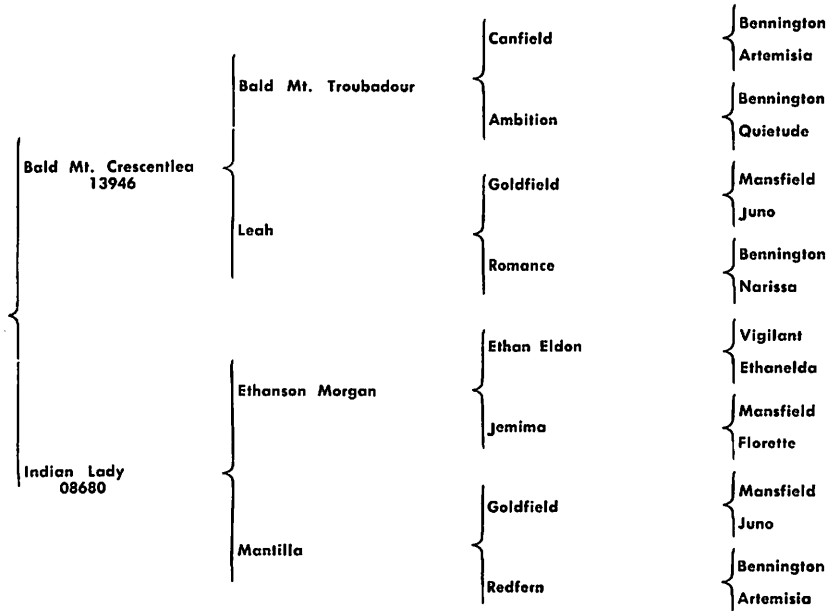 Bennington
Canfield
Artemisia
Bald Mt. Troubadour
Bennington
Ambition
Quietude
Bald Mt. Crescentlea
13946
Mansfield
Goldfield
Juno
Leah
Bennington
Romance
Narissa
Vigilant
Ethan Eldon
Ethanelda
Ethanson Morgan
Mansfield
Jemima
Florette
Indian Lady
08680
Mansfield
Goldfield
Juno
Mantilla
Bennington
Redfern
Artemisia